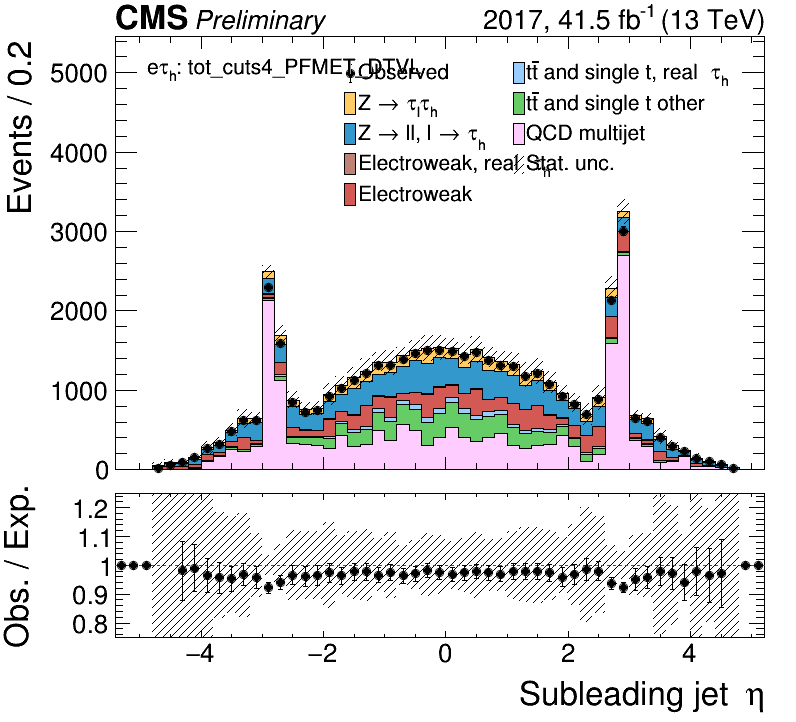 CMS Preliminary 2017, 41.5 fb⁻¹ (13 TeV)
Events / 0.2
5000
4000
3000
2000
1000
0
eτₕ: tot_cuts4_PFMET_DTVL
Observed
Z → τₗτₕ
Z → ll, l → τₕ
Electroweak, real τₕ
Electroweak
tt̄ and single t, real τₕ
tt̄ and single t other
QCD multijet
Stat. unc.
Obs. / Exp.
1.2
1.1
1
0.9
0.8
−4 −2 0 2 4
Subleading jet η